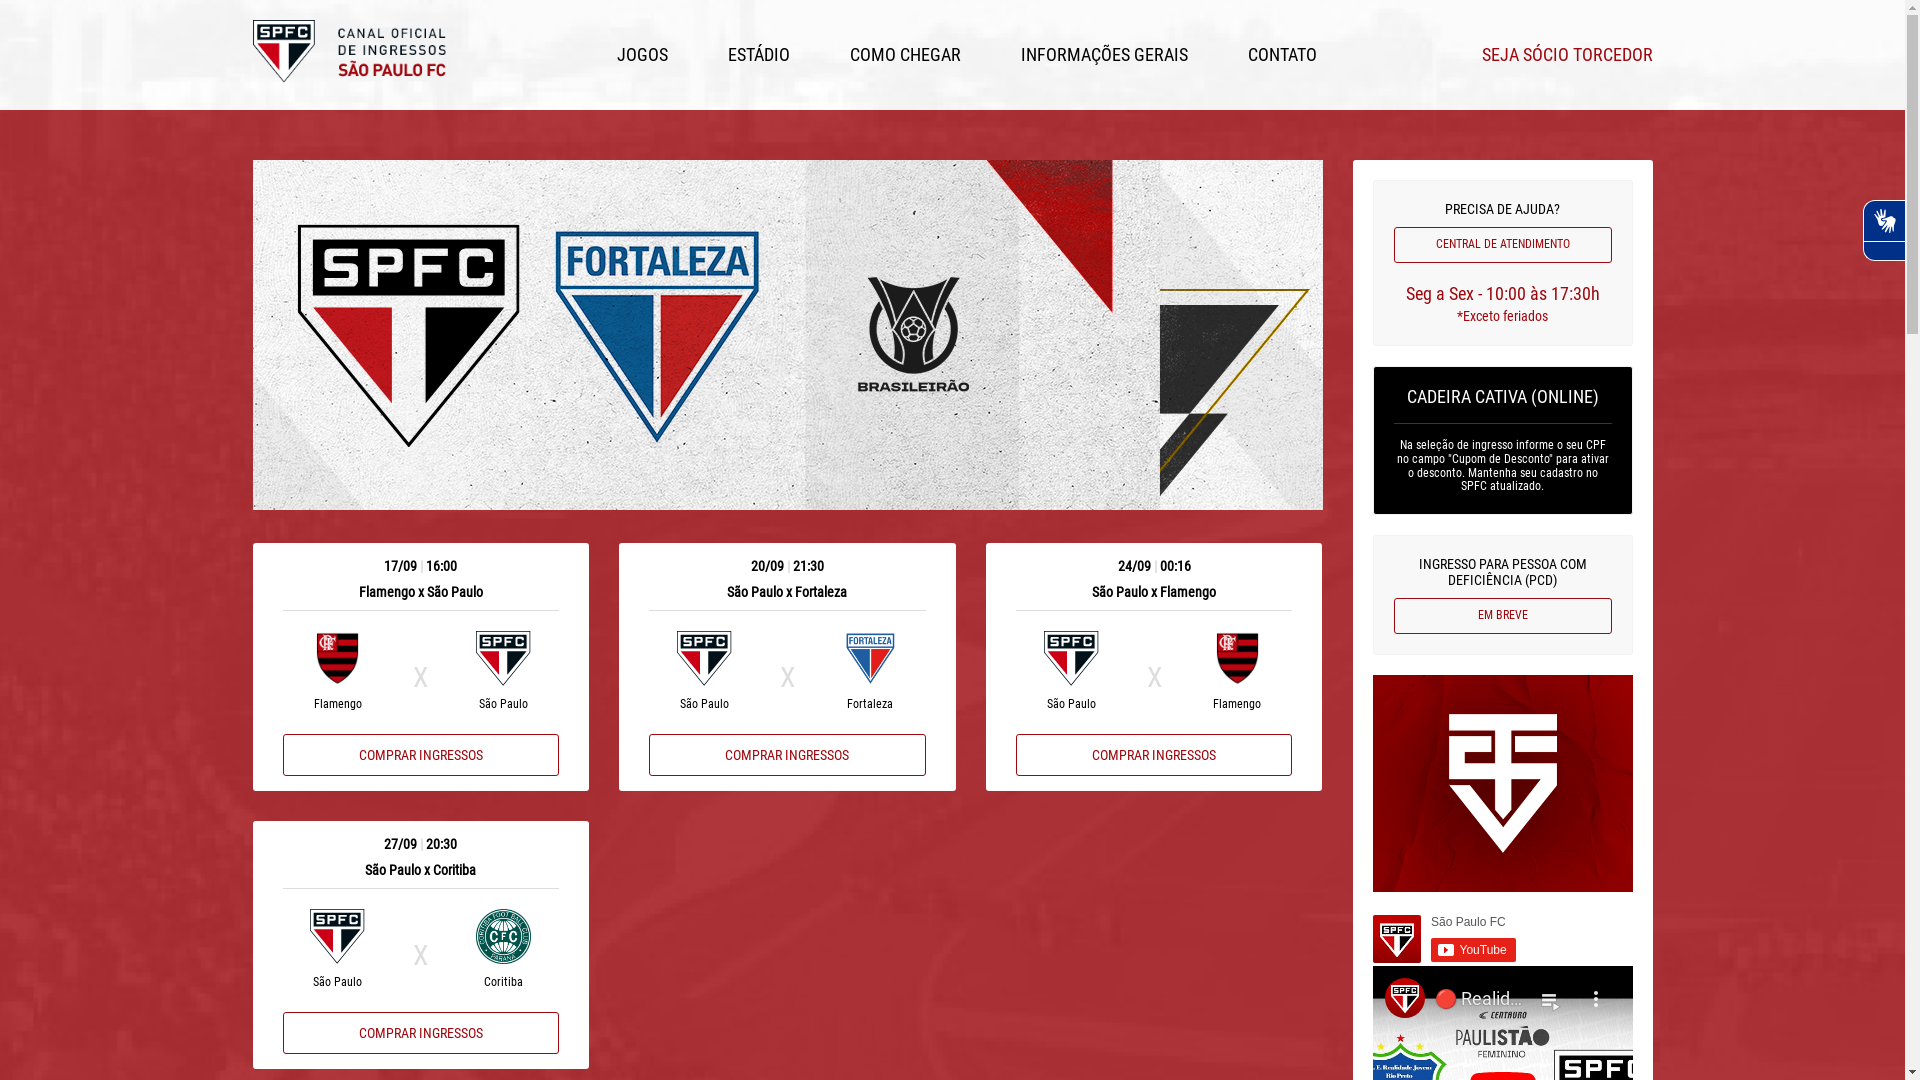 SPFC
CANAL OFICIAL
DE INGRESSOS
SÃO PAULO FC
JOGOS
ESTÁDIO
COMO CHEGAR
INFORMAÇÕES GERAIS
CONTATO
SEJA SÓCIO TORCEDOR
SPFC
FORTALEZA
BRASILEIRÃO
PRECISA DE AJUDA?
CENTRAL DE ATENDIMENTO
Seg a Sex - 10:00 às 17:30h
*Exceto feriados
CADEIRA CATIVA (ONLINE)
Na seleção de ingresso informe o seu CPF
no campo "Cupom de Desconto" para ativar
o desconto. Mantenha seu cadastro no
SPFC atualizado.
INGRESSO PARA PESSOA COM
DEFICIÊNCIA (PCD)
EM BREVE
17/09 | 16:00
Flamengo x São Paulo
SPFC
X
Flamengo
São Paulo
COMPRAR INGRESSOS
20/09 | 21:30
São Paulo x Fortaleza
SPFC
FORTALEZA
X
São Paulo
Fortaleza
COMPRAR INGRESSOS
24/09 | 00:16
São Paulo x Flamengo
SPFC
X
São Paulo
Flamengo
COMPRAR INGRESSOS
27/09 | 20:30
São Paulo x Coritiba
SPFC
CFC
X
São Paulo
Coritiba
COMPRAR INGRESSOS
São Paulo FC
SPFC
YouTube
SPFC
🔴 Realid...
CENTAURO
PAULISTÃO
FEMININO
Realidade Jovem
Rio Preto
SPFC